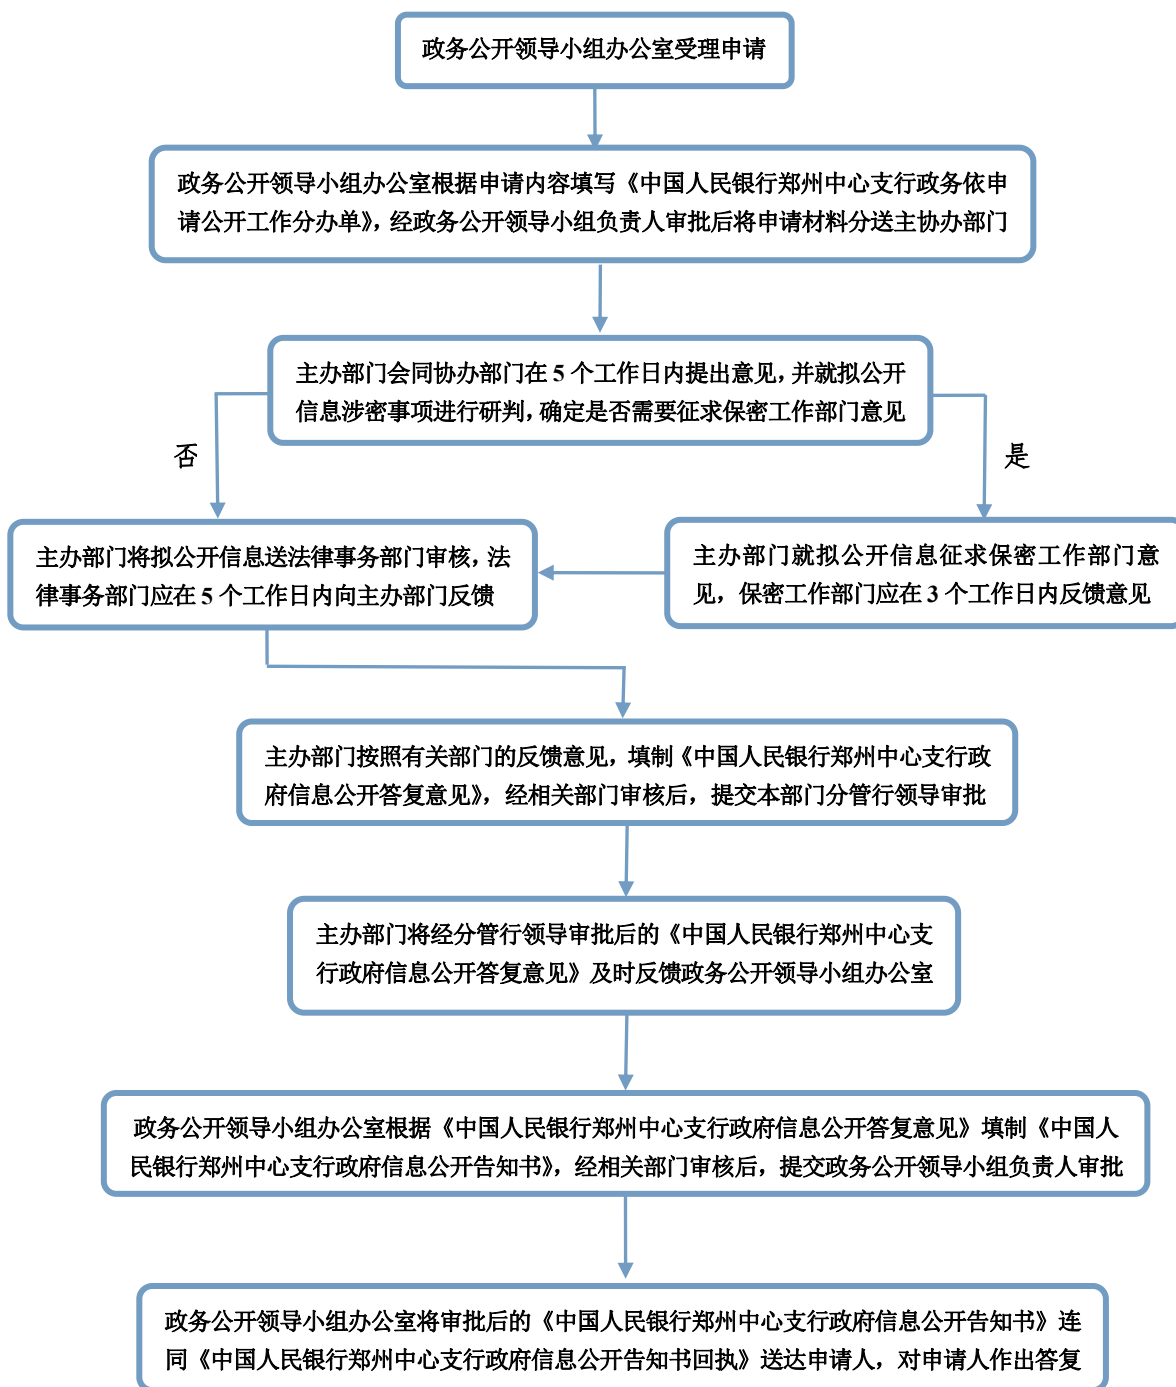 政务公开领导小组办公室受理申请
政务公开领导小组办公室根据申请内容填写《中国人民银行郑州中心支行政务依申
请公开工作分办单》，经政务公开领导小组负责人审批后将申请材料分送主协办部门
主办部门会同协办部门在 5 个工作日内提出意见，并就拟公开
信息涉密事项进行研判，确定是否需要征求保密工作部门意见
否
是
主办部门将拟公开信息送法律事务部门审核，法
律事务部门应在 5 个工作日内向主办部门反馈
主办部门就拟公开信息征求保密工作部门意
见，保密工作部门应在 3 个工作日内反馈意见
主办部门按照有关部门的反馈意见，填制《中国人民银行郑州中心支行政
府信息公开答复意见》，经相关部门审核后，提交本部门分管行领导审批
主办部门将经分管行领导审批后的《中国人民银行郑州中心支
行政府信息公开答复意见》及时反馈政务公开领导小组办公室
政务公开领导小组办公室根据《中国人民银行郑州中心支行政府信息公开答复意见》填制《中国人
民银行郑州中心支行政府信息公开告知书》，经相关部门审核后，提交政务公开领导小组负责人审批
政务公开领导小组办公室将审批后的《中国人民银行郑州中心支行政府信息公开告知书》连
同《中国人民银行郑州中心支行政府信息公开告知书回执》送达申请人，对申请人作出答复